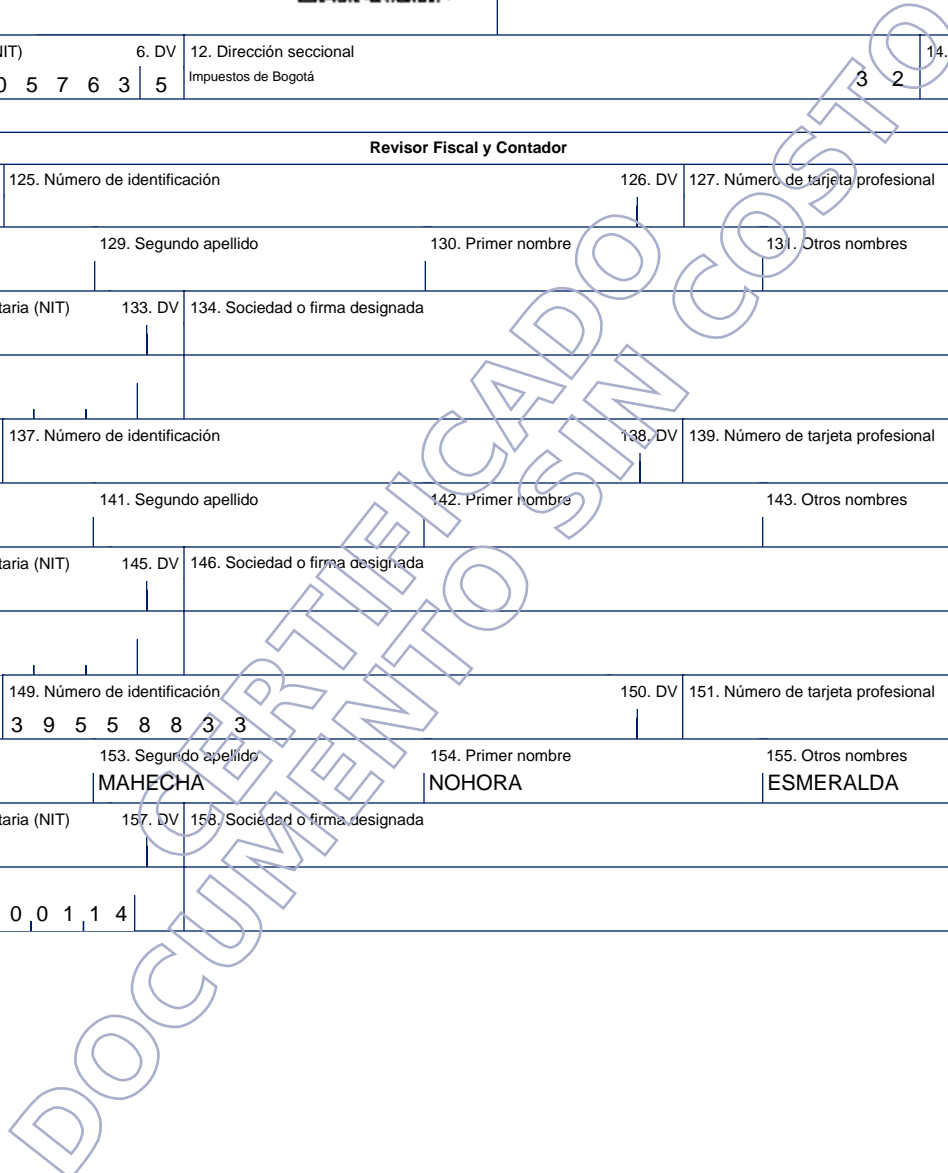 IT) 6. DV 12. Dirección seccional 14.
0 5 7 6 3 5 Impuestos de Bogotá 3 2
Revisor Fiscal y Contador
125. Número de identificación 126. DV 127. Número de tarjeta profesional
129. Segundo apellido 130. Primer nombre 131. Otros nombres
taria (NIT) 133. DV 134. Sociedad o firma designada
137. Número de identificación 138. DV 139. Número de tarjeta profesional
141. Segundo apellido 142. Primer nombre 143. Otros nombres
taria (NIT) 145. DV 146. Sociedad o firma designada
149. Número de identificación 150. DV 151. Número de tarjeta profesional
3 9 5 5 8 8 3 3
153. Segundo apellido 154. Primer nombre 155. Otros nombres
MAHECHA NOHORA ESMERALDA
taria (NIT) 157. DV 158. Sociedad o firma designada
0 0 1 1 4
CERTIFICADO
DOCUMENTO SIN COSTO